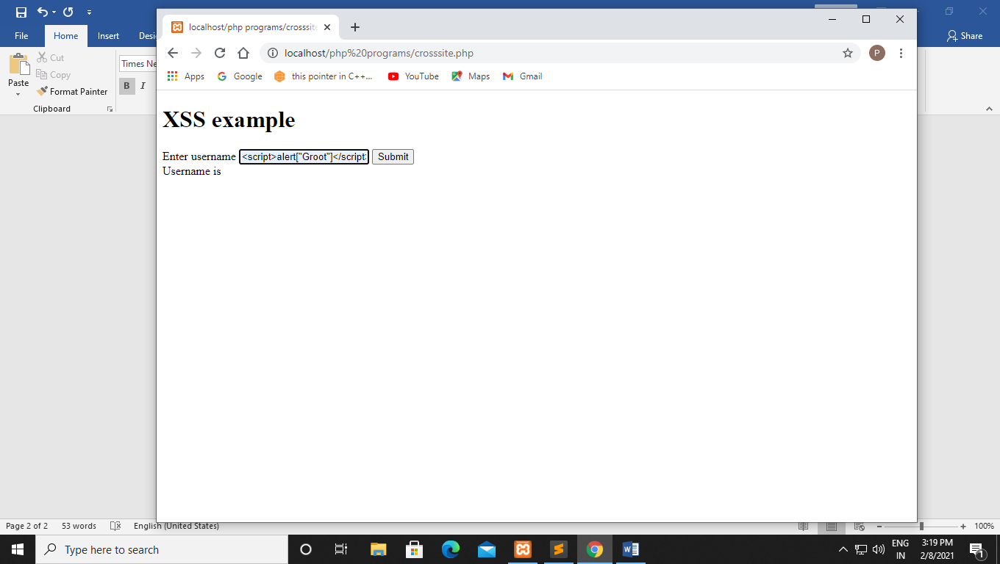 File
Home
Insert
Desi
Share
Cut
Copy
Paste
Format Painter
Clipboard
Times Ne
B I
localhost/php programs/crosssite
localhost/php%20programs/crosssite.php
P
Apps
Google
this pointer in C++...
YouTube
Maps
Gmail
XSS example
Enter username <script>alert["Groot"]</script> Submit
Username is
Page 2 of 2
53 words
English (United States)
100%
Type here to search
ENG
IN
3:19 PM
2/8/2021
1